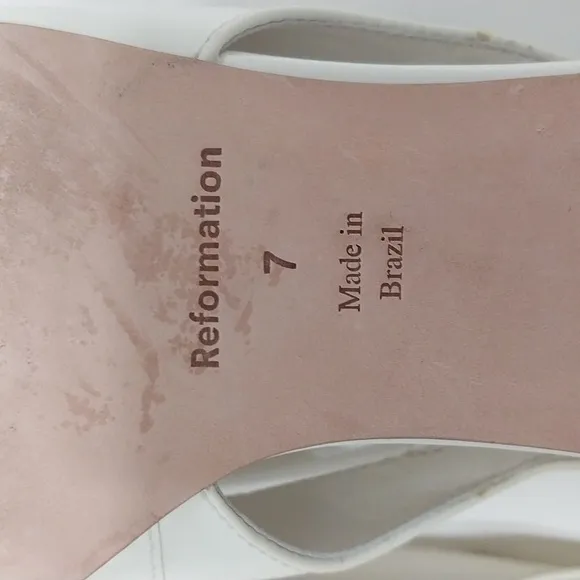 Reformation
7
Made in
Brazil